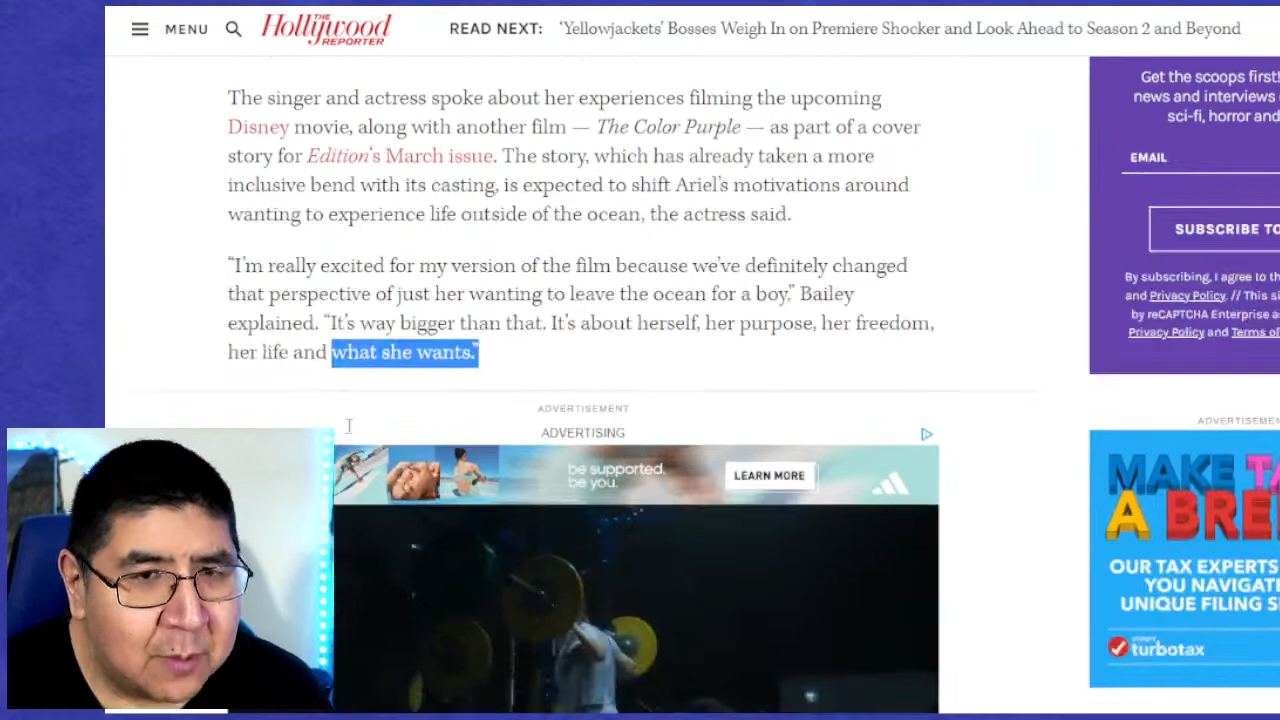 MENU
THE
Hollywood
REPORTER
READ NEXT: 'Yellowjackets' Bosses Weigh In on Premiere Shocker and Look Ahead to Season 2 and Beyond
The singer and actress spoke about her experiences filming the upcoming
Disney movie, along with another film — The Color Purple — as part of a cover
story for Edition's March issue. The story, which has already taken a more
inclusive bend with its casting, is expected to shift Ariel's motivations around
wanting to experience life outside of the ocean, the actress said.
"I'm really excited for my version of the film because we've definitely changed
that perspective of just her wanting to leave the ocean for a boy," Bailey
explained. "It's way bigger than that. It's about herself, her purpose, her freedom,
her life and what she wants."
ADVERTISEMENT
ADVERTISING
be supported.
be you.
LEARN MORE
Get the scoops first!
news and interviews
sci-fi, horror and
EMAIL
SUBSCRIBE TO
By subscribing, I agree to th
and Privacy Policy. // This si
by reCAPTCHA Enterprise a
Privacy Policy and Terms o
ADVERTISEMEN
MAKE TA
A BRE
OUR TAX EXPERTS
YOU NAVIGATE
UNIQUE FILING S
turbotax